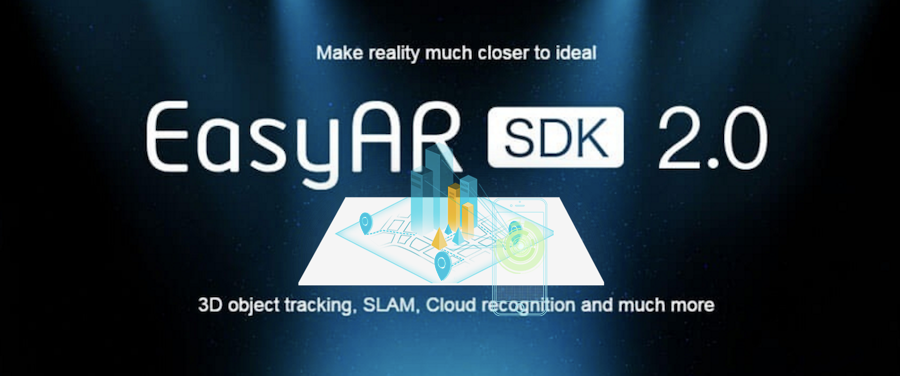 Make reality much closer to ideal
EasyAR SDK 2.0
3D object tracking, SLAM, Cloud recognition and much more